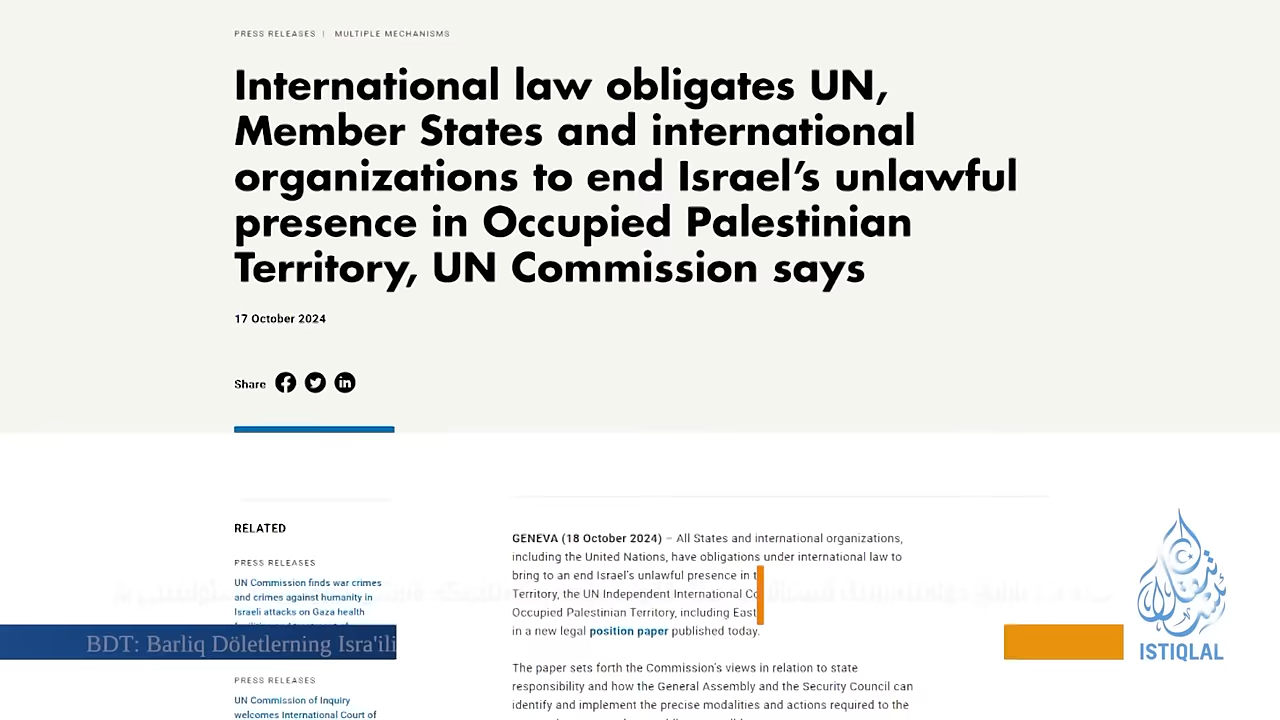 PRESS RELEASES | MULTIPLE MECHANISMS
International law obligates UN,
Member States and international
organizations to end Israel’s unlawful
presence in Occupied Palestinian
Territory, UN Commission says
17 October 2024
Share
RELATED
PRESS RELEASES
UN Commission finds war crimes
and crimes against humanity in
Israeli attacks on Gaza health
PRESS RELEASES
UN Commission of Inquiry
welcomes International Court of
GENEVA (18 October 2024) – All States and international organizations,
including the United Nations, have obligations under international law to
bring to an end Israel’s unlawful presence in
Territory, the UN Independent International
Occupied Palestinian Territory, including East
in a new legal position paper published today.
The paper sets forth the Commission’s views in relation to state
responsibility and how the General Assembly and the Security Council can
identify and implement the precise modalities and actions required to the
BDT: Barliq Döletlerning Isra'ili
ISTIQLAL